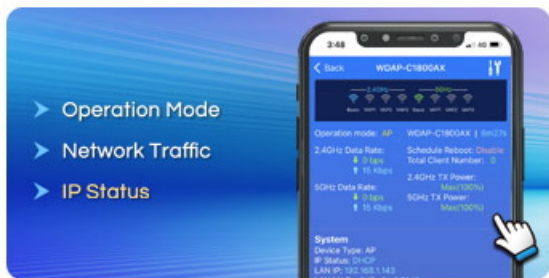 Operation Mode
Network Traffic
IP Status
3:48
4G
Back
WDAP-C1800AX
2.4GHz
5GHz
Operation mode: AP
WDAP-C1800AX | 6m27s
2.4GHz Data Rate:
0 bps
15 Kbps
5GHz Data Rate:
0 bps
15 Kbps
Schedule Reboot: Disable
Total Client Number: 0
2.4GHz TX Power:
Max(100%)
5GHz TX Power:
Max(100%)
System
Device Type: AP
IP Status: DHCP
LAN IP: 192.168.1.143